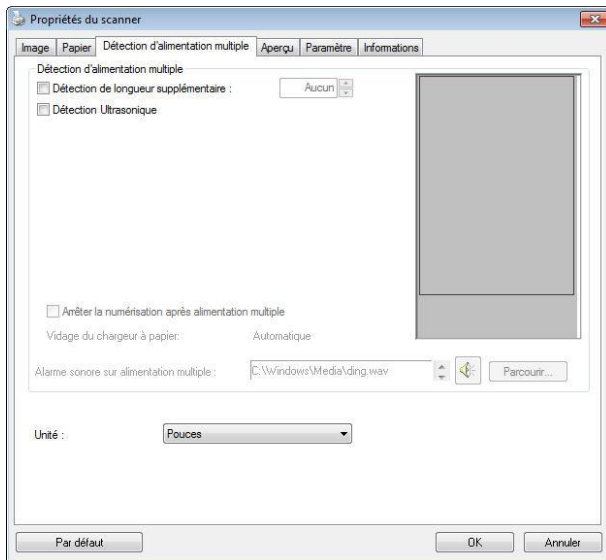 Propriétés du scanner
Image Papier Détection d'alimentation multiple Aperçu Paramètre Informations
Détection d'alimentation multiple
Détection de longueur supplémentaire : Aucun
Détection Ultrasonique
Arrêter la numérisation après alimentation multiple
Vidage du chargeur à papier: Automatique
Alarme sonore sur alimentation multiple : C:\Windows\Media\ding.wav Parcourir...
Unité : Pouces
Par défaut OK Annuler